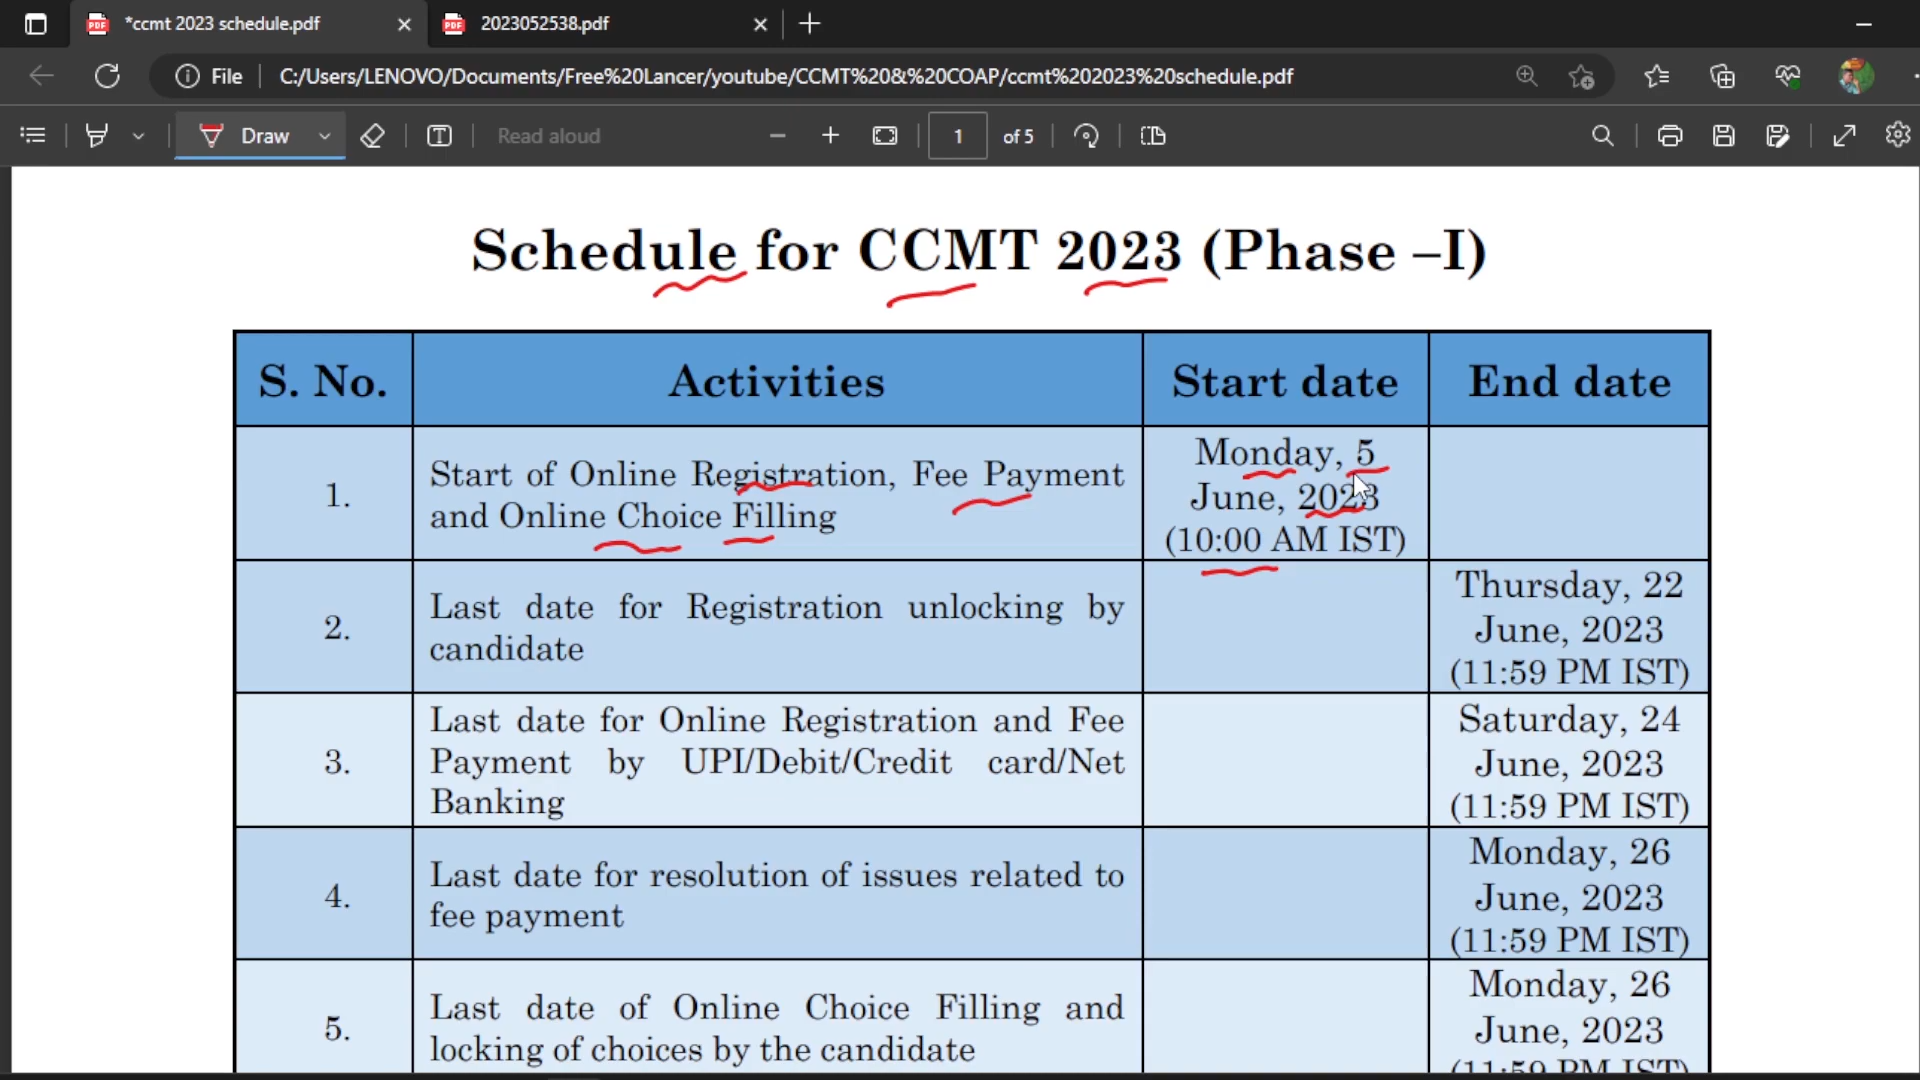 *ccmt 2023 schedule.pdf
2023052538.pdf
File
C:/Users/LENOVO/Documents/Free%20Lancer/youtube/CCMT%20&%20COAP/ccmt%202023%20schedule.pdf
Draw
Read aloud
1
of 5
Schedule for CCMT 2023 (Phase –I)
S. No.
Activities
Start date
End date
1.
Start of Online Registration, Fee Payment
and Online Choice Filling
Monday, 5
June, 2023
(10:00 AM IST)
2.
Last date for Registration unlocking by
candidate
Thursday, 22
June, 2023
(11:59 PM IST)
3.
Last date for Online Registration and Fee
Payment by UPI/Debit/Credit card/Net
Banking
Saturday, 24
June, 2023
(11:59 PM IST)
4.
Last date for resolution of issues related to
fee payment
Monday, 26
June, 2023
(11:59 PM IST)
5.
Last date of Online Choice Filling and
locking of choices by the candidate
Monday, 26
June, 2023
(11:59 PM IST)